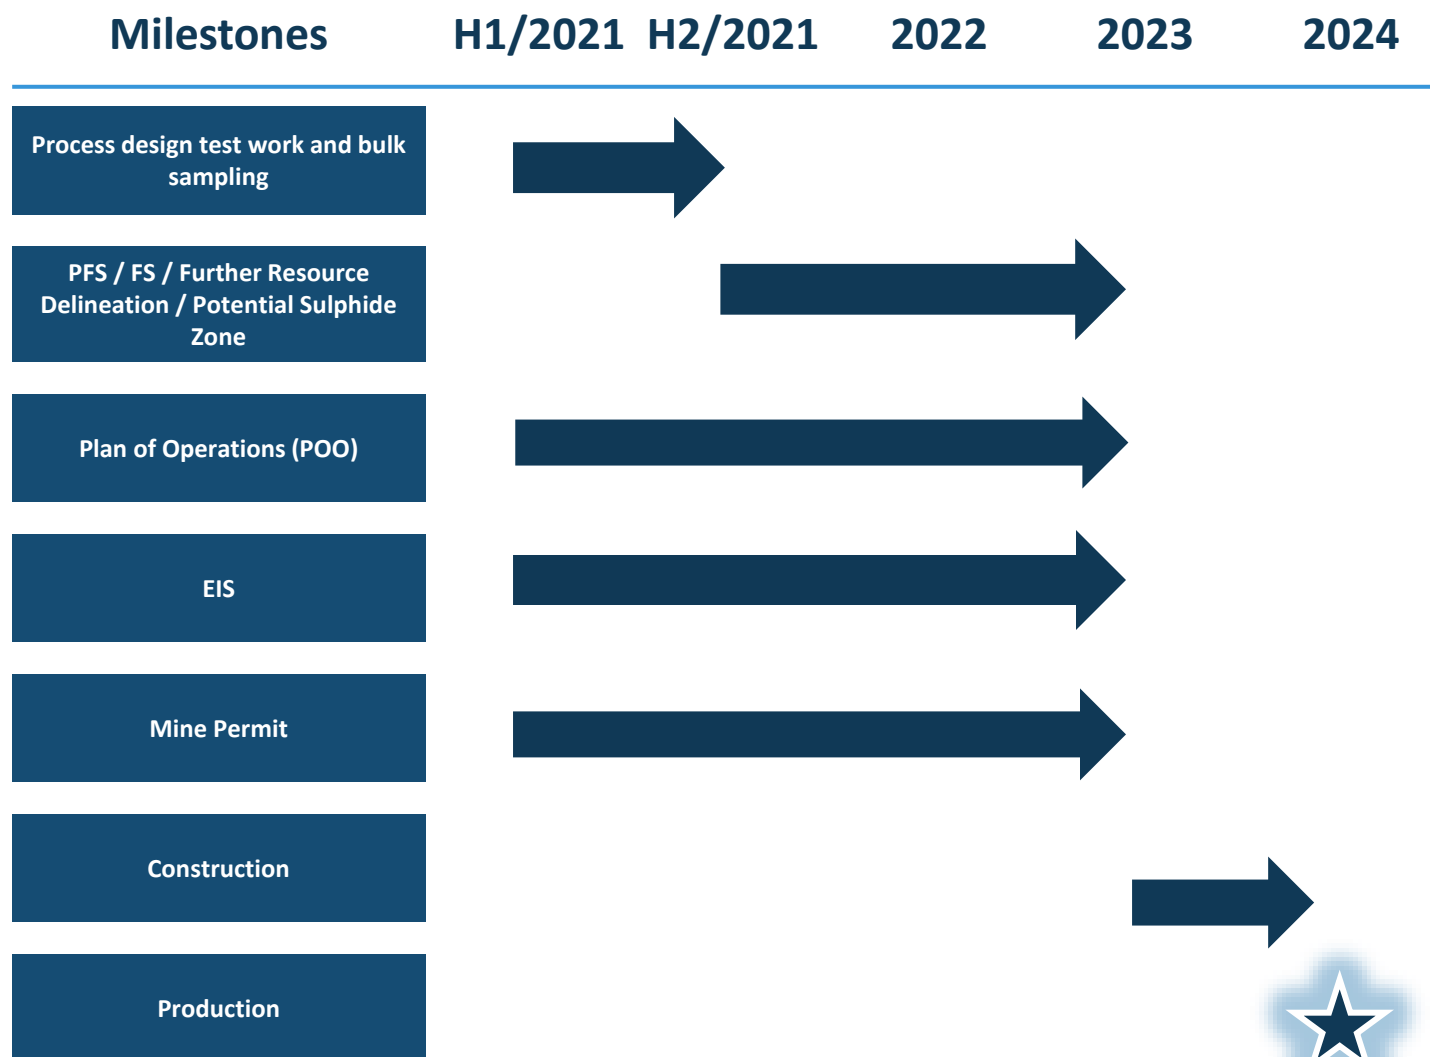 Milestones H1/2021 H2/2021 2022 2023 2024
Process design test work and bulk
sampling
PFS / FS / Further Resource
Delineation / Potential Sulphide
Zone
Plan of Operations (POO)
EIS
Mine Permit
Construction
Production